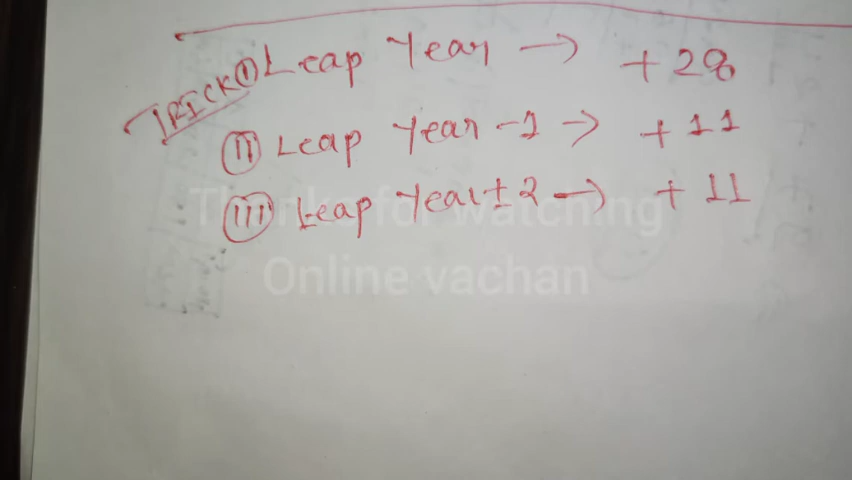 TRICK ① Leap Year → + 28
ⅱ Leap Year - 1 → + 11
ⅲ Leap Year ± 2 → + 11
Thanks for watching
Online vachan